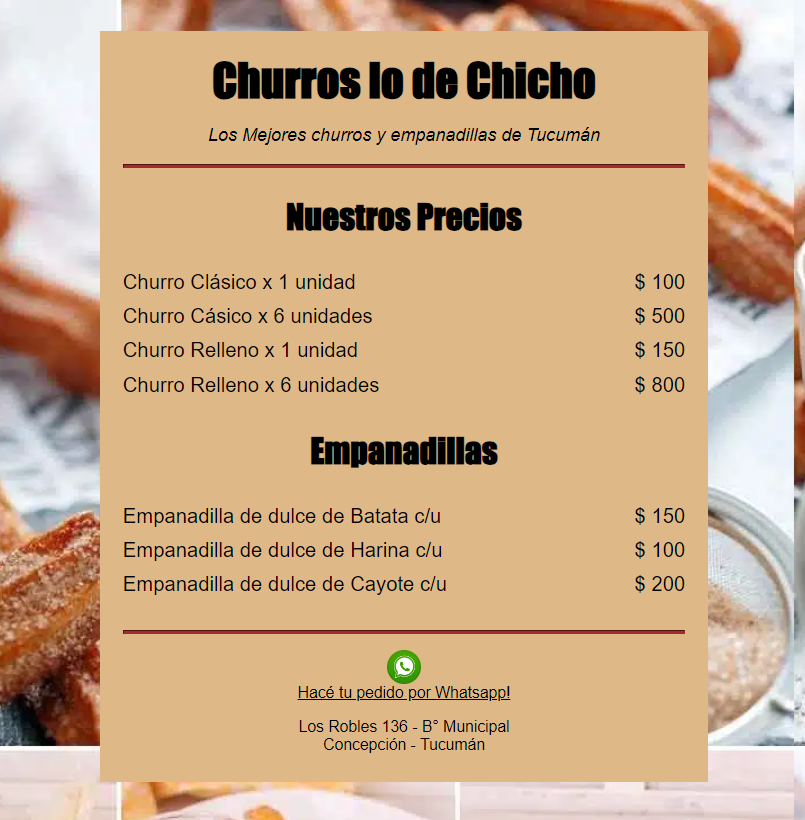 Churros lo de Chicho
Los Mejores churros y empanadillas de Tucumán
Nuestros Precios
Churro Clásico x 1 unidad $ 100
Churro Cásico x 6 unidades $ 500
Churro Relleno x 1 unidad $ 150
Churro Relleno x 6 unidades $ 800
Empanadillas
Empanadilla de dulce de Batata c/u $ 150
Empanadilla de dulce de Harina c/u $ 100
Empanadilla de dulce de Cayote c/u $ 200
Hacé tu pedido por Whatsapp!
Los Robles 136 - B° Municipal
Concepción - Tucumán